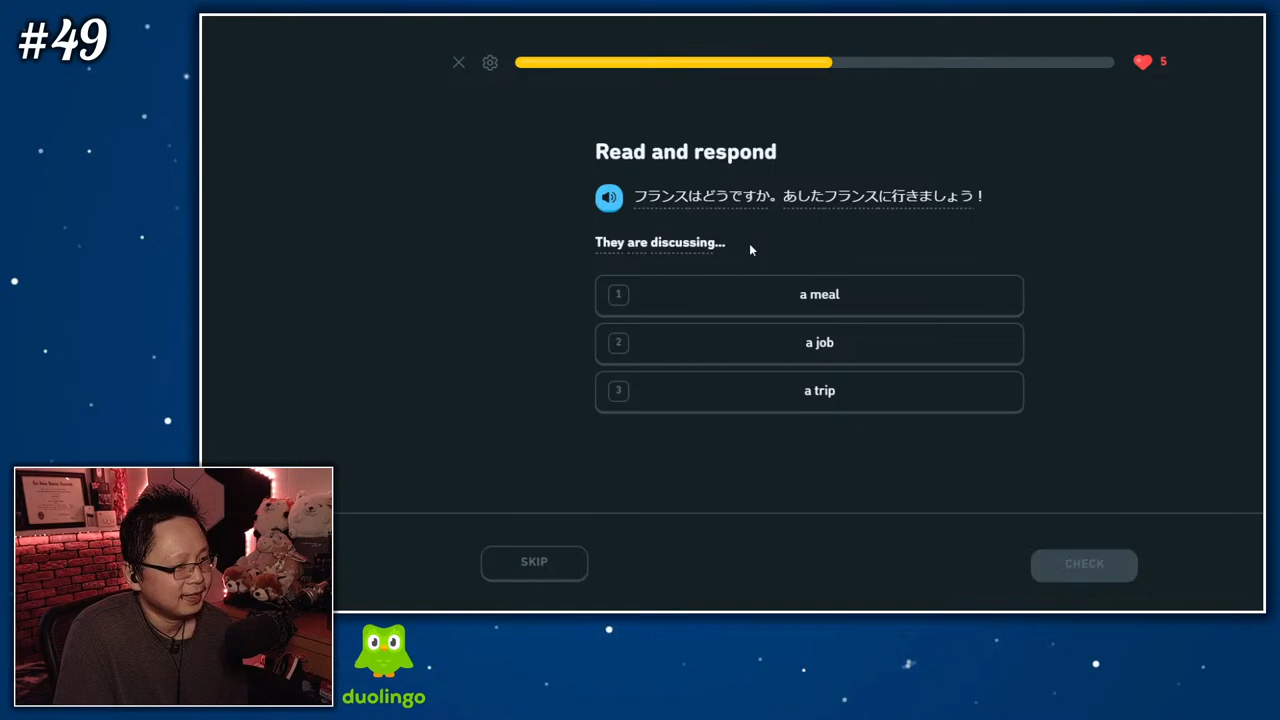 #49
5
Read and respond
フランスはどうですか。あしたフランスに行きましょう！
They are discussing...
1 a meal
2 a job
3 a trip
SKIP
CHECK
duolingo